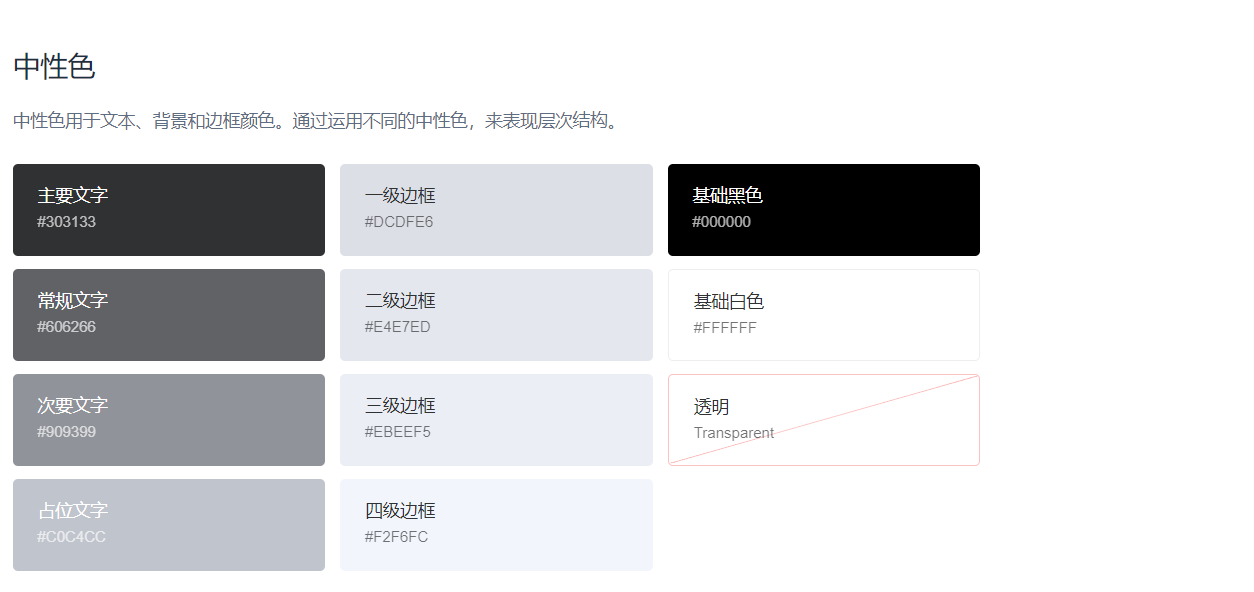 中性色
中性色用于文本、背景和边框颜色。通过运用不同的中性色，来表现层次结构。
主要文字
#303133
一级边框
#DCDFE6
基础黑色
#000000
常规文字
#606266
二级边框
#E4E7ED
基础白色
#FFFFFF
次要文字
#909399
三级边框
#EBEEF5
透明
Transparent
占位文字
#C0C4CC
四级边框
#F2F6FC